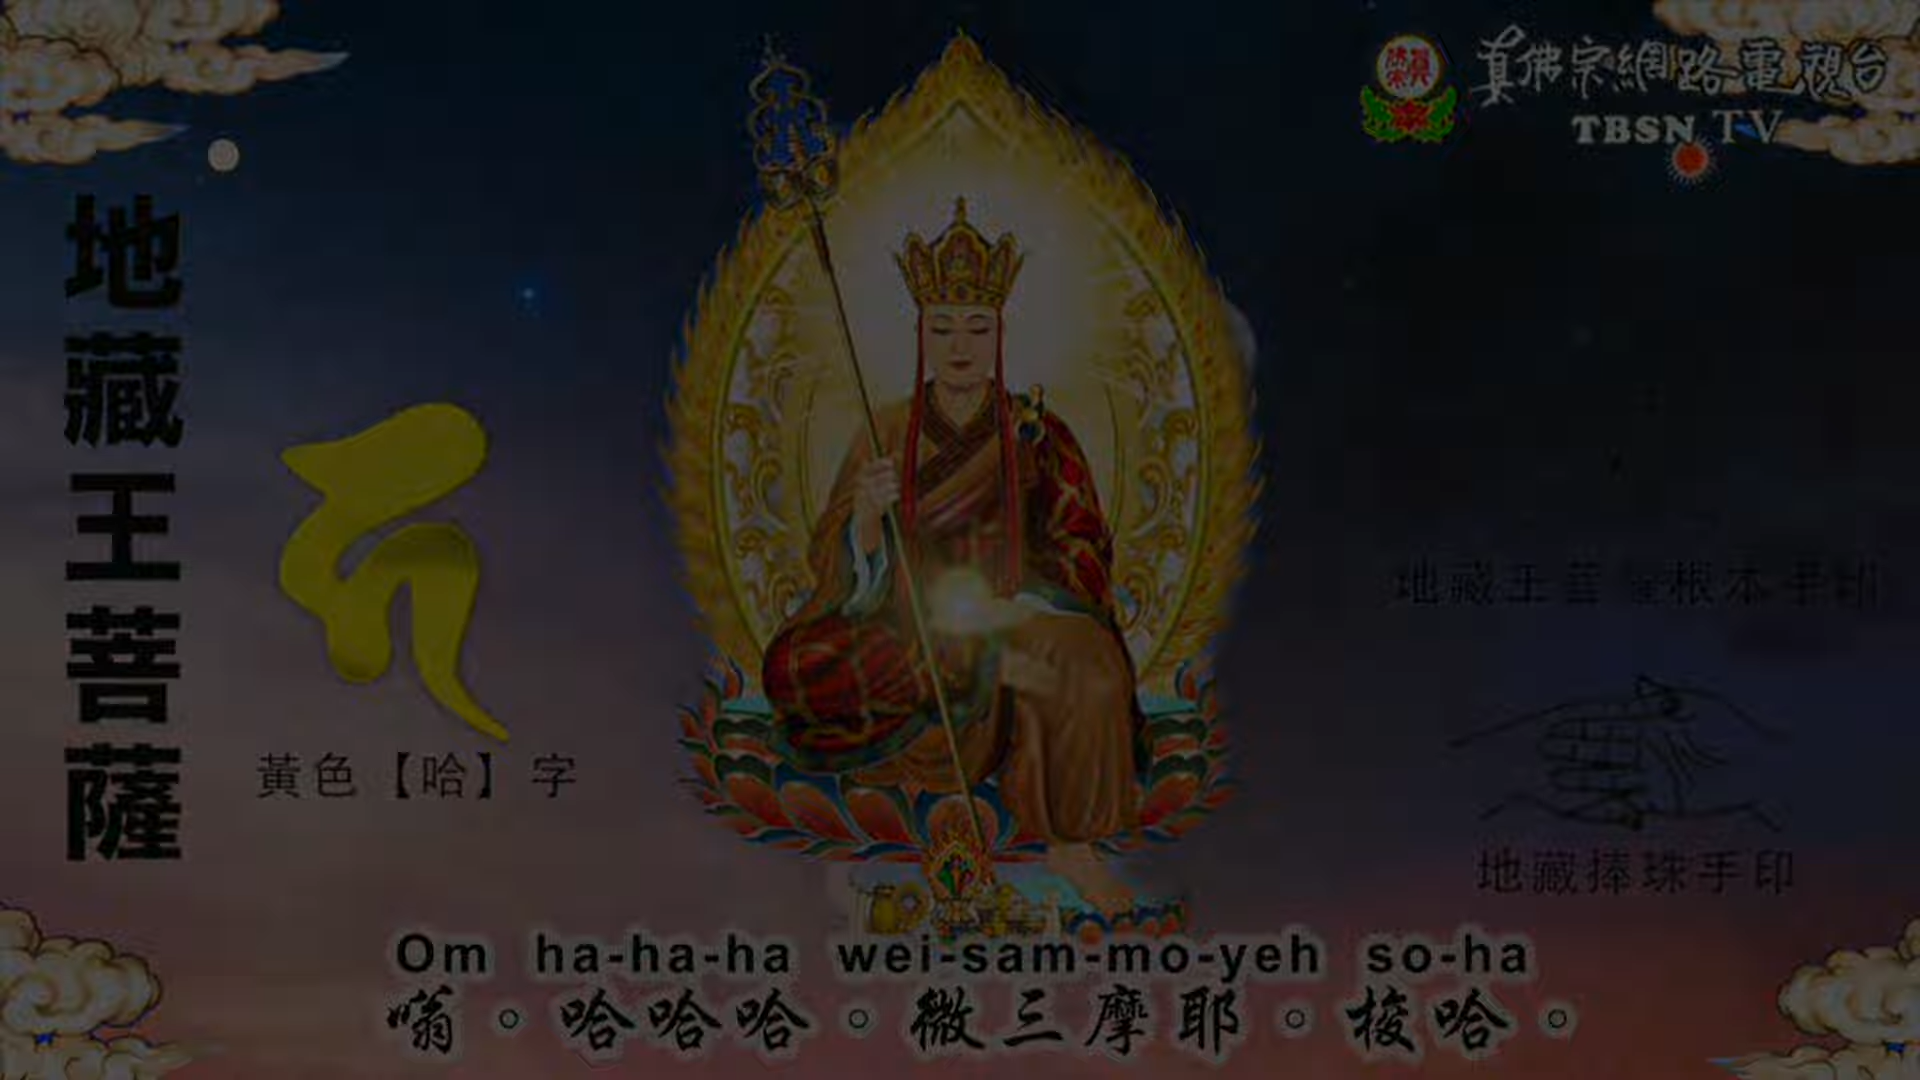 真佛宗網路電視台
TBSN TV
地藏王菩薩
黃色【哈】字
地藏王菩薩根本手印
地藏捧珠手印
Om ha-ha-ha wei-sam-mo-yeh so-ha
嗡。哈哈哈。微三摩耶。梭哈。